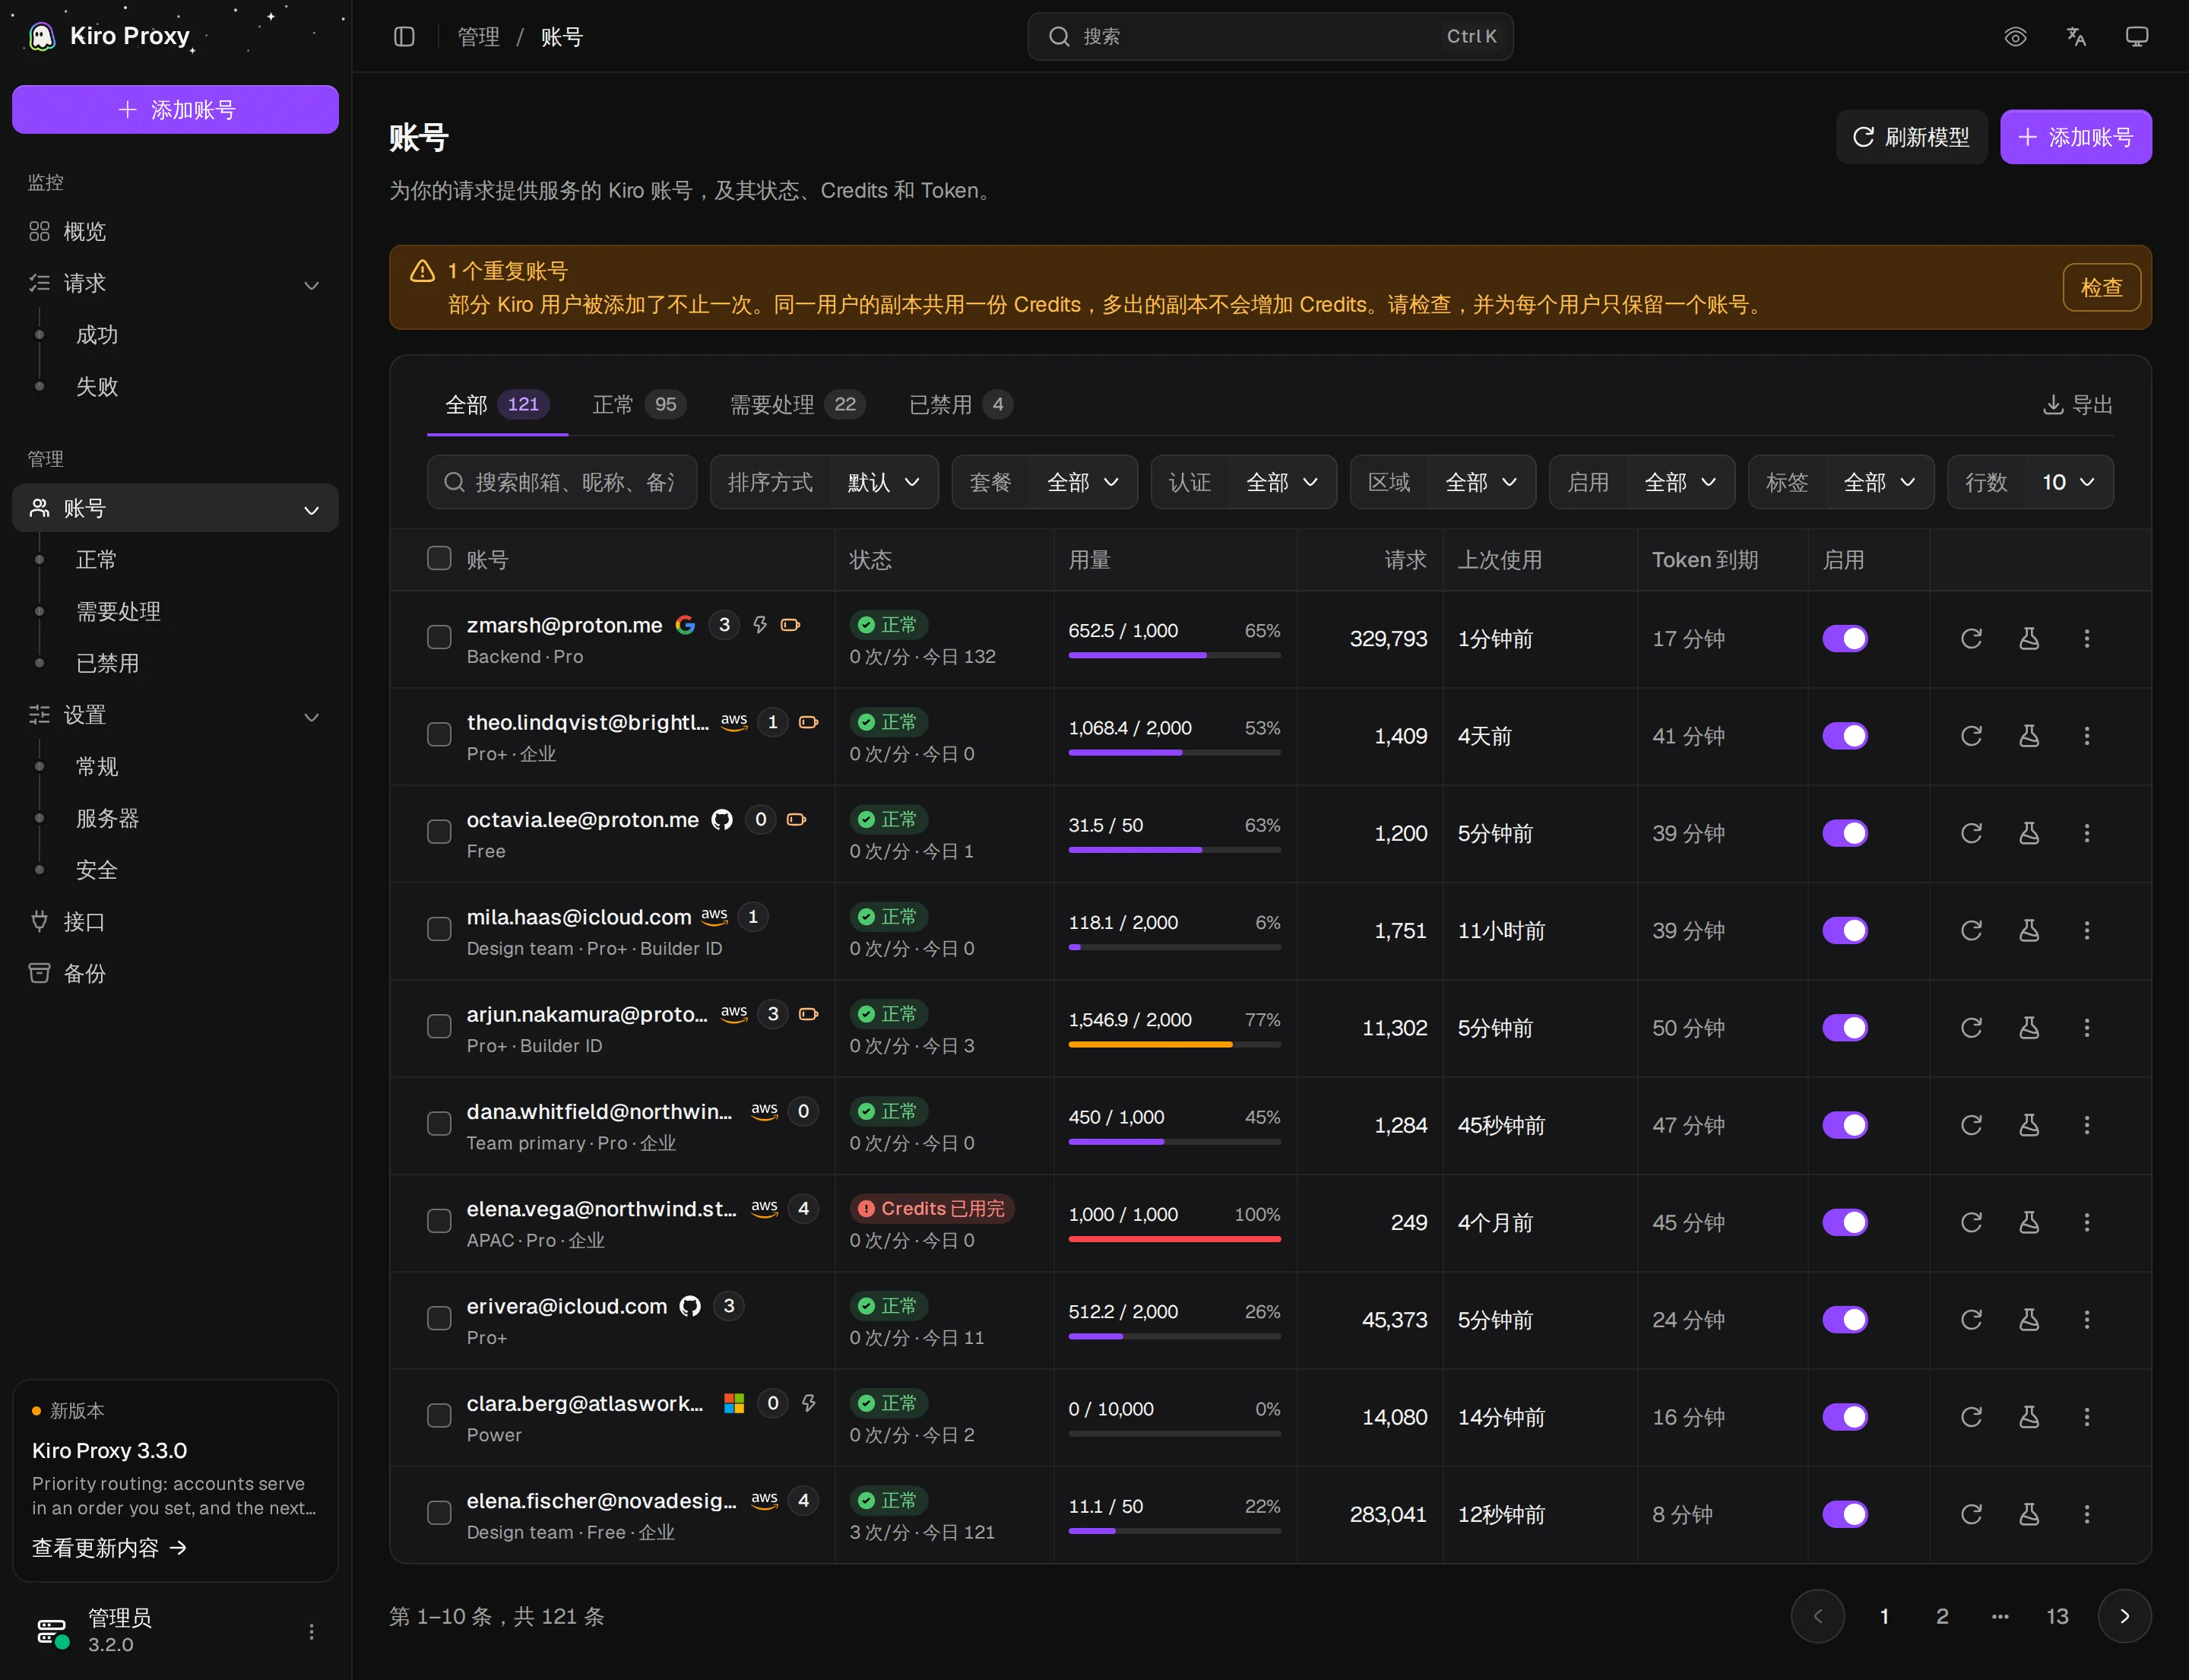 Kiro Proxy
添加账号
监控
概览
请求
成功
失败
管理
账号
正常
需要处理
已禁用
设置
常规
服务器
安全
接口
备份
新版本
Kiro Proxy 3.3.0
Priority routing: accounts serve
in an order you set, and the next...
查看更新内容
管理员
3.2.0
管理 / 账号
搜索 Ctrl K
账号
刷新模型
添加账号
为你的请求提供服务的 Kiro 账号，及其状态、Credits 和 Token。
1 个重复账号
部分 Kiro 用户被添加了不止一次。同一用户的副本共用一份 Credits，多出的副本不会增加 Credits。请检查，并为每个用户只保留一个账号。
检查
全部 121 正常 95 需要处理 22 已禁用 4 导出
搜索邮箱、昵称、备 排序方式 默认 套餐 全部 认证 全部 区域 全部 启用 全部 标签 全部 行数 10
账号 状态 用量 请求 上次使用 Token 到期 启用
zmarsh@proton.me 3 正常 652.5 / 1,000 65% 329,793 1分钟前 17 分钟
Backend · Pro 0 次/分 · 今日 132
theo.lindqvist@brightl... aws 1 正常 1,068.4 / 2,000 53% 1,409 4天前 41 分钟
Pro+ · 企业 0 次/分 · 今日 0
octavia.lee@proton.me 0 正常 31.5 / 50 63% 1,200 5分钟前 39 分钟
Free 0 次/分 · 今日 1
mila.haas@icloud.com aws 1 正常 118.1 / 2,000 6% 1,751 11小时前 39 分钟
Design team · Pro+ · Builder ID 0 次/分 · 今日 0
arjun.nakamura@proto... aws 3 正常 1,546.9 / 2,000 77% 11,302 5分钟前 50 分钟
Pro+ · Builder ID 0 次/分 · 今日 3
dana.whitfield@northwin... aws 0 正常 450 / 1,000 45% 1,284 45秒钟前 47 分钟
Team primary · Pro · 企业 0 次/分 · 今日 0
elena.vega@northwind.st... aws 4 Credits 已用完 1,000 / 1,000 100% 249 4个月前 45 分钟
APAC · Pro · 企业 0 次/分 · 今日 0
erivera@icloud.com 3 正常 512.2 / 2,000 26% 45,373 5分钟前 24 分钟
Pro+ 0 次/分 · 今日 11
clara.berg@atlaswork... 0 正常 0 / 10,000 0% 14,080 14分钟前 16 分钟
Power 0 次/分 · 今日 2
elena.fischer@novadesig... aws 4 正常 11.1 / 50 22% 283,041 12秒钟前 8 分钟
Design team · Free · 企业 3 次/分 · 今日 121
第 1–10 条，共 121 条
1 2 ··· 13